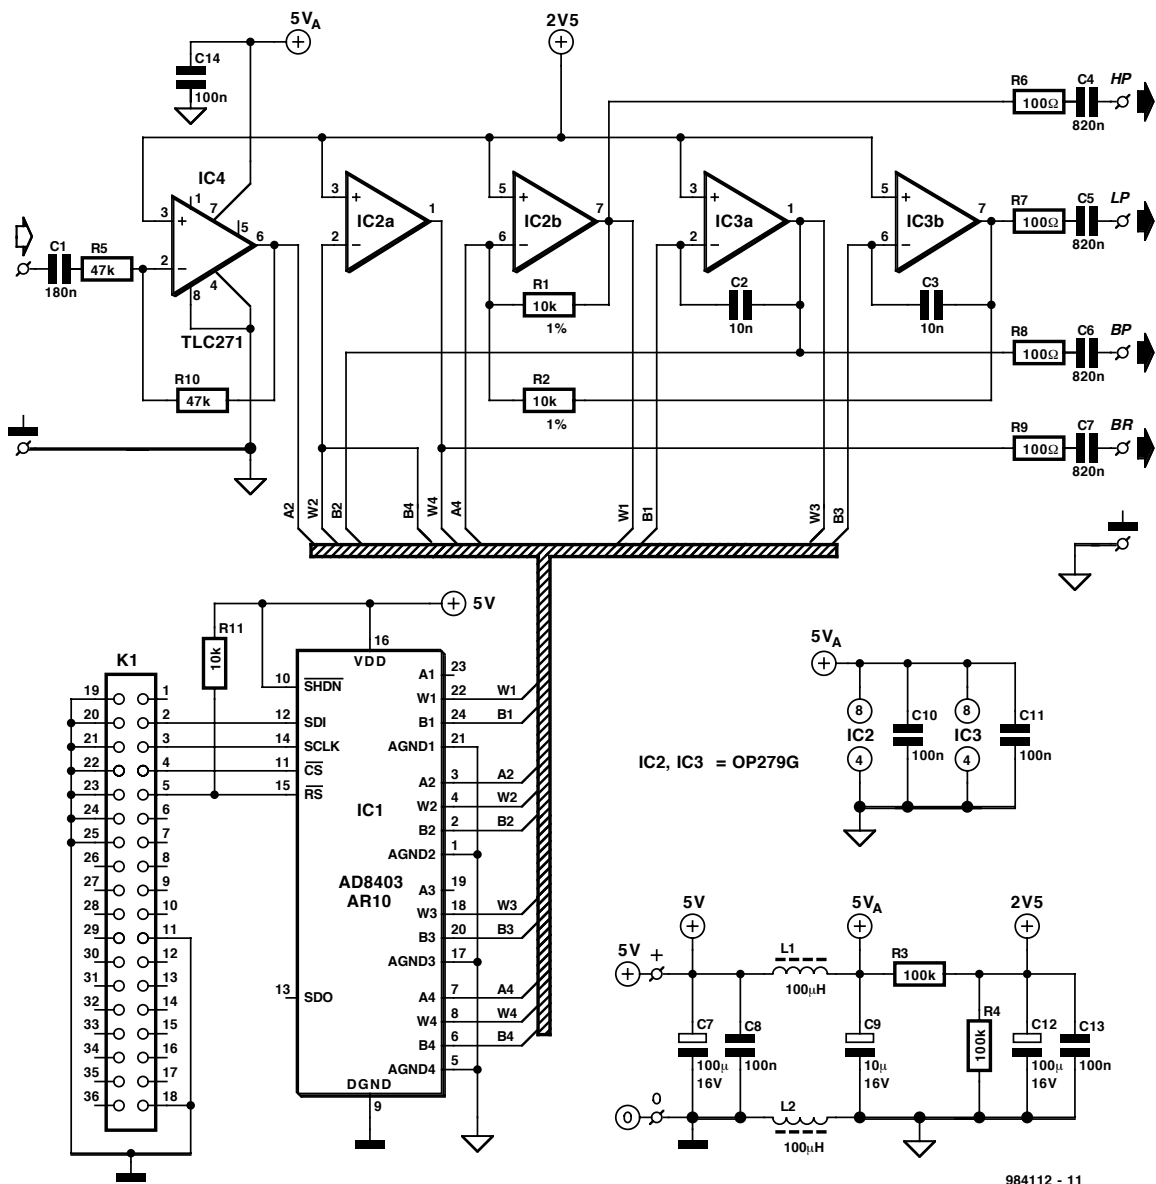 5VA
2V5
C14
100n
R6
100Ω
C4
820n
HP
IC4
1
7
5
3
+
2
−
6
4
8
TLC271
C1
180n
R5
47k
R10
47k
3
+
2
−
1
IC2a
5
+
6
−
7
IC2b
R1
10k
1%
R2
10k
1%
3
+
2
−
1
IC3a
C2
10n
5
+
6
−
7
IC3b
C3
10n
R7
100Ω
C5
820n
LP
R8
100Ω
C6
820n
BP
R9
100Ω
C7
820n
BR
A2
W2
B2
B4
W4
A4
W1
B1
W3
B3
5V
R11
10k
K1
19 1
20 2
21 3
22 4
23 5
24 6
25 7
26 8
27 9
28 10
29 11
30 12
31 13
32 14
33 15
34 16
35 17
36 18
16
VDD
10 SHDN
12 SDI
14 SCLK
11 CS
15 RS
13 SDO
IC1
AD8403
AR10
A1 23
W1 22 W1
B1 24 B1
AGND1 21
A2 3 A2
W2 4 W2
B2 2 B2
AGND2 1
A3 19
W3 18 W3
B3 20 B3
AGND3 17
A4 7 A4
W4 8 W4
B4 6 B4
AGND4 5
DGND
9
5VA
8
IC2
4
C10
100n
8
IC3
4
C11
100n
IC2, IC3 = OP279G
5V
5VA
2V5
5V
+
L1
100µH
R3
100k
C7
100µ
16V
C8
100n
C9
10µ
16V
R4
100k
C12
100µ
16V
C13
100n
0
0
L2
100µH
984112 - 11